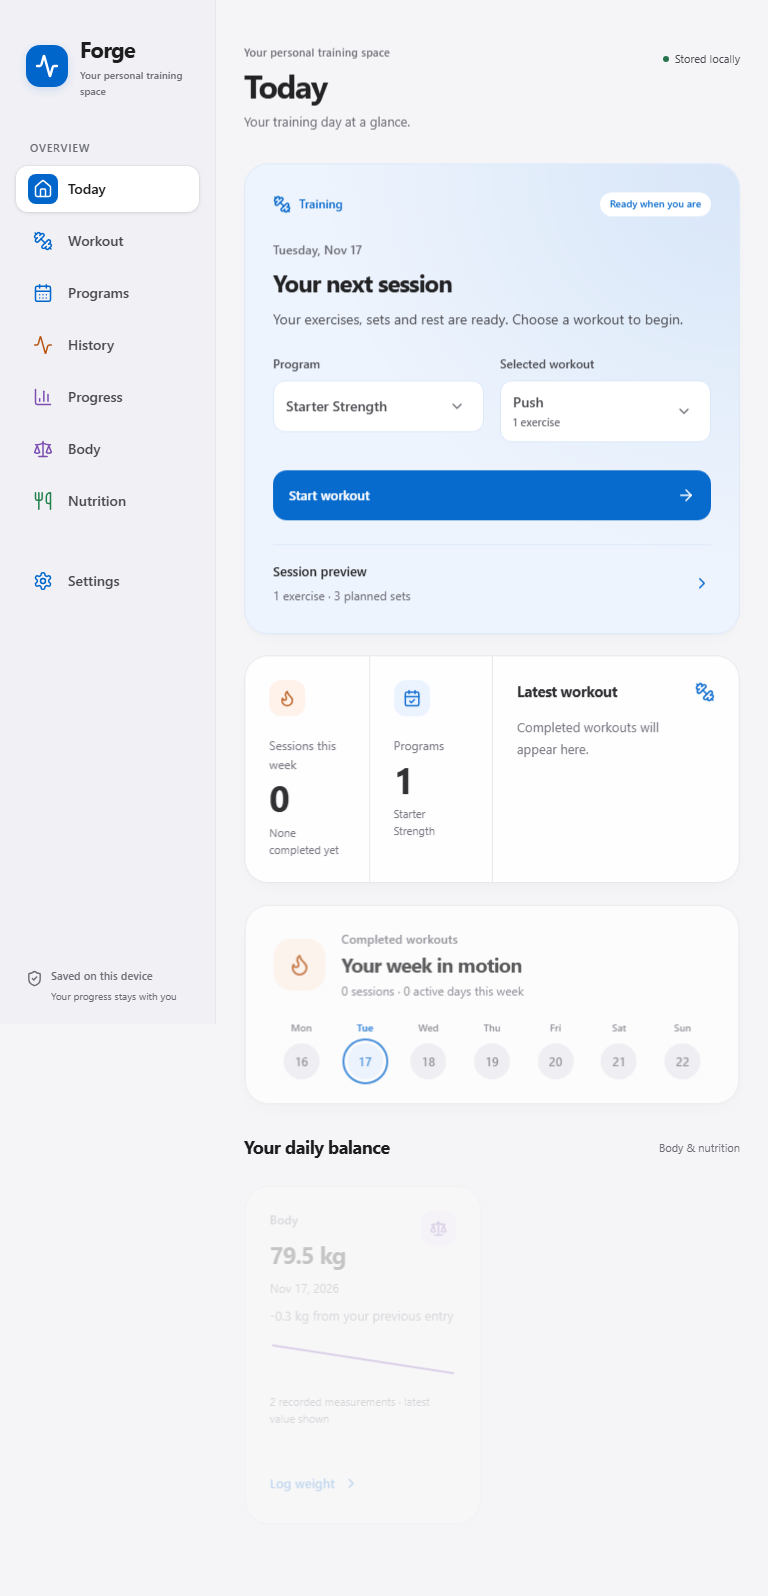 Forge
Your personal training
space
OVERVIEW
Today
Workout
Programs
History
Progress
Body
Nutrition
Settings
Saved on this device
Your progress stays with you
Your personal training space
Today
Your training day at a glance.
Stored locally
Training
Ready when you are
Tuesday, Nov 17
Your next session
Your exercises, sets and rest are ready. Choose a workout to begin.
Program
Starter Strength
Selected workout
Push
1 exercise
Start workout
Session preview
1 exercise · 3 planned sets
Sessions this
week
0
None
completed yet
Programs
1
Starter
Strength
Latest workout
Completed workouts will
appear here.
Completed workouts
Your week in motion
0 sessions · 0 active days this week
Mon Tue Wed Thu Fri Sat Sun
16 17 18 19 20 21 22
Your daily balance
Body & nutrition
Body
79.5 kg
Nov 17, 2026
-0.3 kg from your previous entry
2 recorded measurements · latest
value shown
Log weight